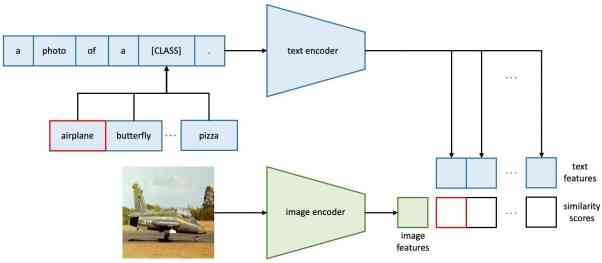 a photo of a [CLASS] .
text encoder
airplane butterfly ... pizza
...
text
features
image encoder
image
features
similarity
scores
...
...